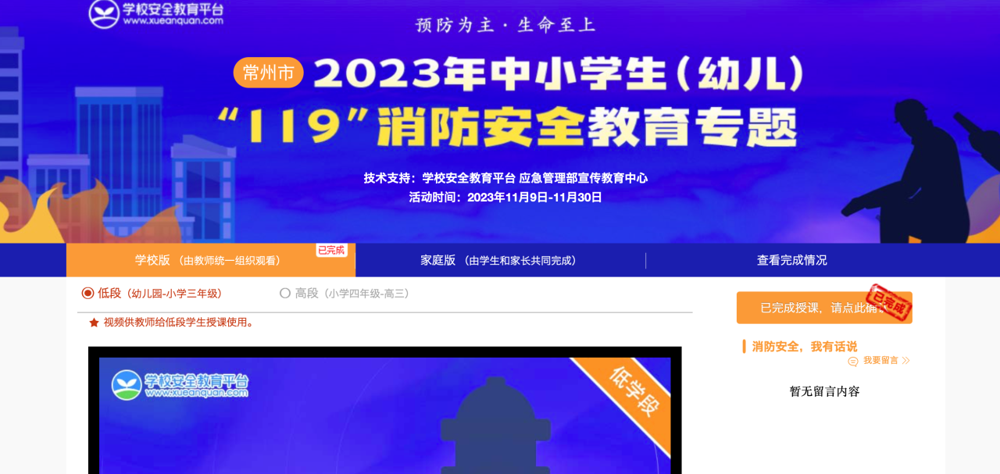 学校安全教育平台
www.xueanquan.com
预防为主·生命至上
常州市
2023年中小学生(幼儿)
“119”消防安全教育专题
技术支持：学校安全教育平台 应急管理部宣传教育中心
活动时间：2023年11月9日-11月30日
学校版 （由教师统一组织观看）
已完成
家庭版 （由学生和家长共同完成）
查看完成情况
低段（幼儿园-小学三年级）
高段（小学四年级-高三）
已完成授课，请点此确
已完成
视频供教师给低段学生授课使用。
消防安全，我有话说
我要留言
暂无留言内容
学校安全教育平台
www.xueanquan.com
低学段